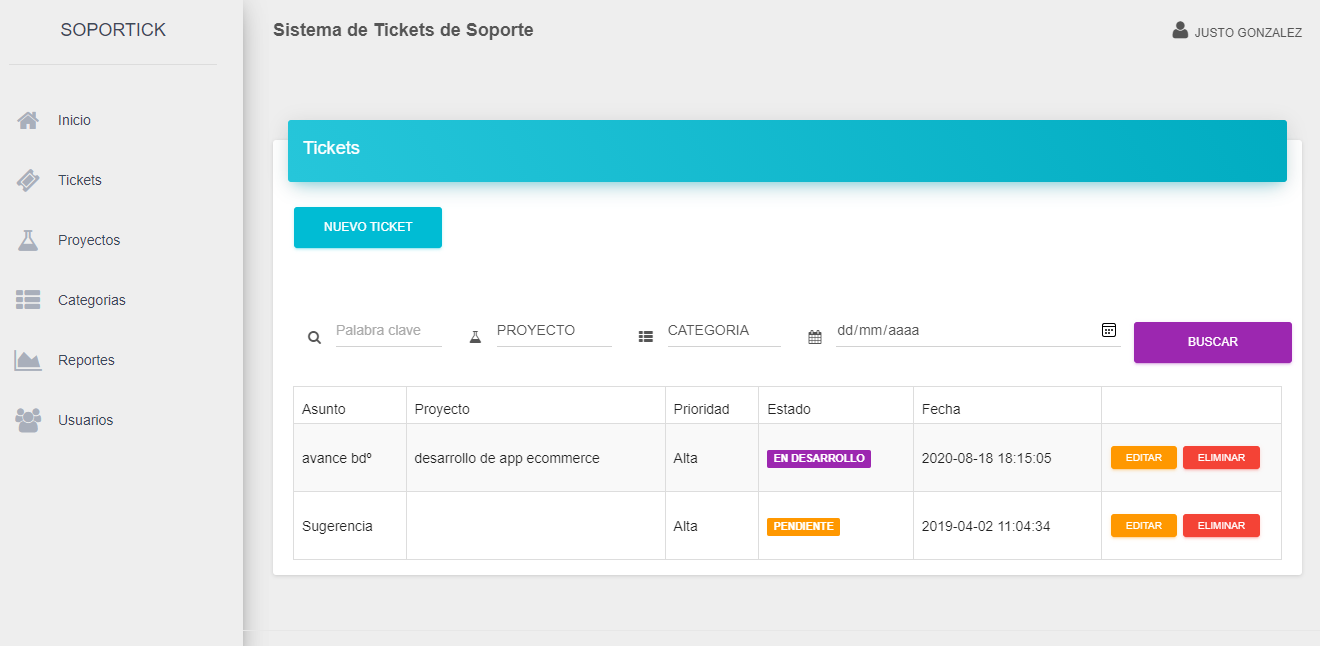 SOPORTICK
Sistema de Tickets de Soporte
JUSTO GONZALEZ
Inicio
Tickets
Proyectos
Categorias
Reportes
Usuarios
Tickets
NUEVO TICKET
Palabra clave PROYECTO CATEGORIA dd/mm/aaaa BUSCAR
Asunto Proyecto Prioridad Estado Fecha
avance bdº desarrollo de app ecommerce Alta EN DESARROLLO 2020-08-18 18:15:05 EDITAR ELIMINAR
Sugerencia Alta PENDIENTE 2019-04-02 11:04:34 EDITAR ELIMINAR